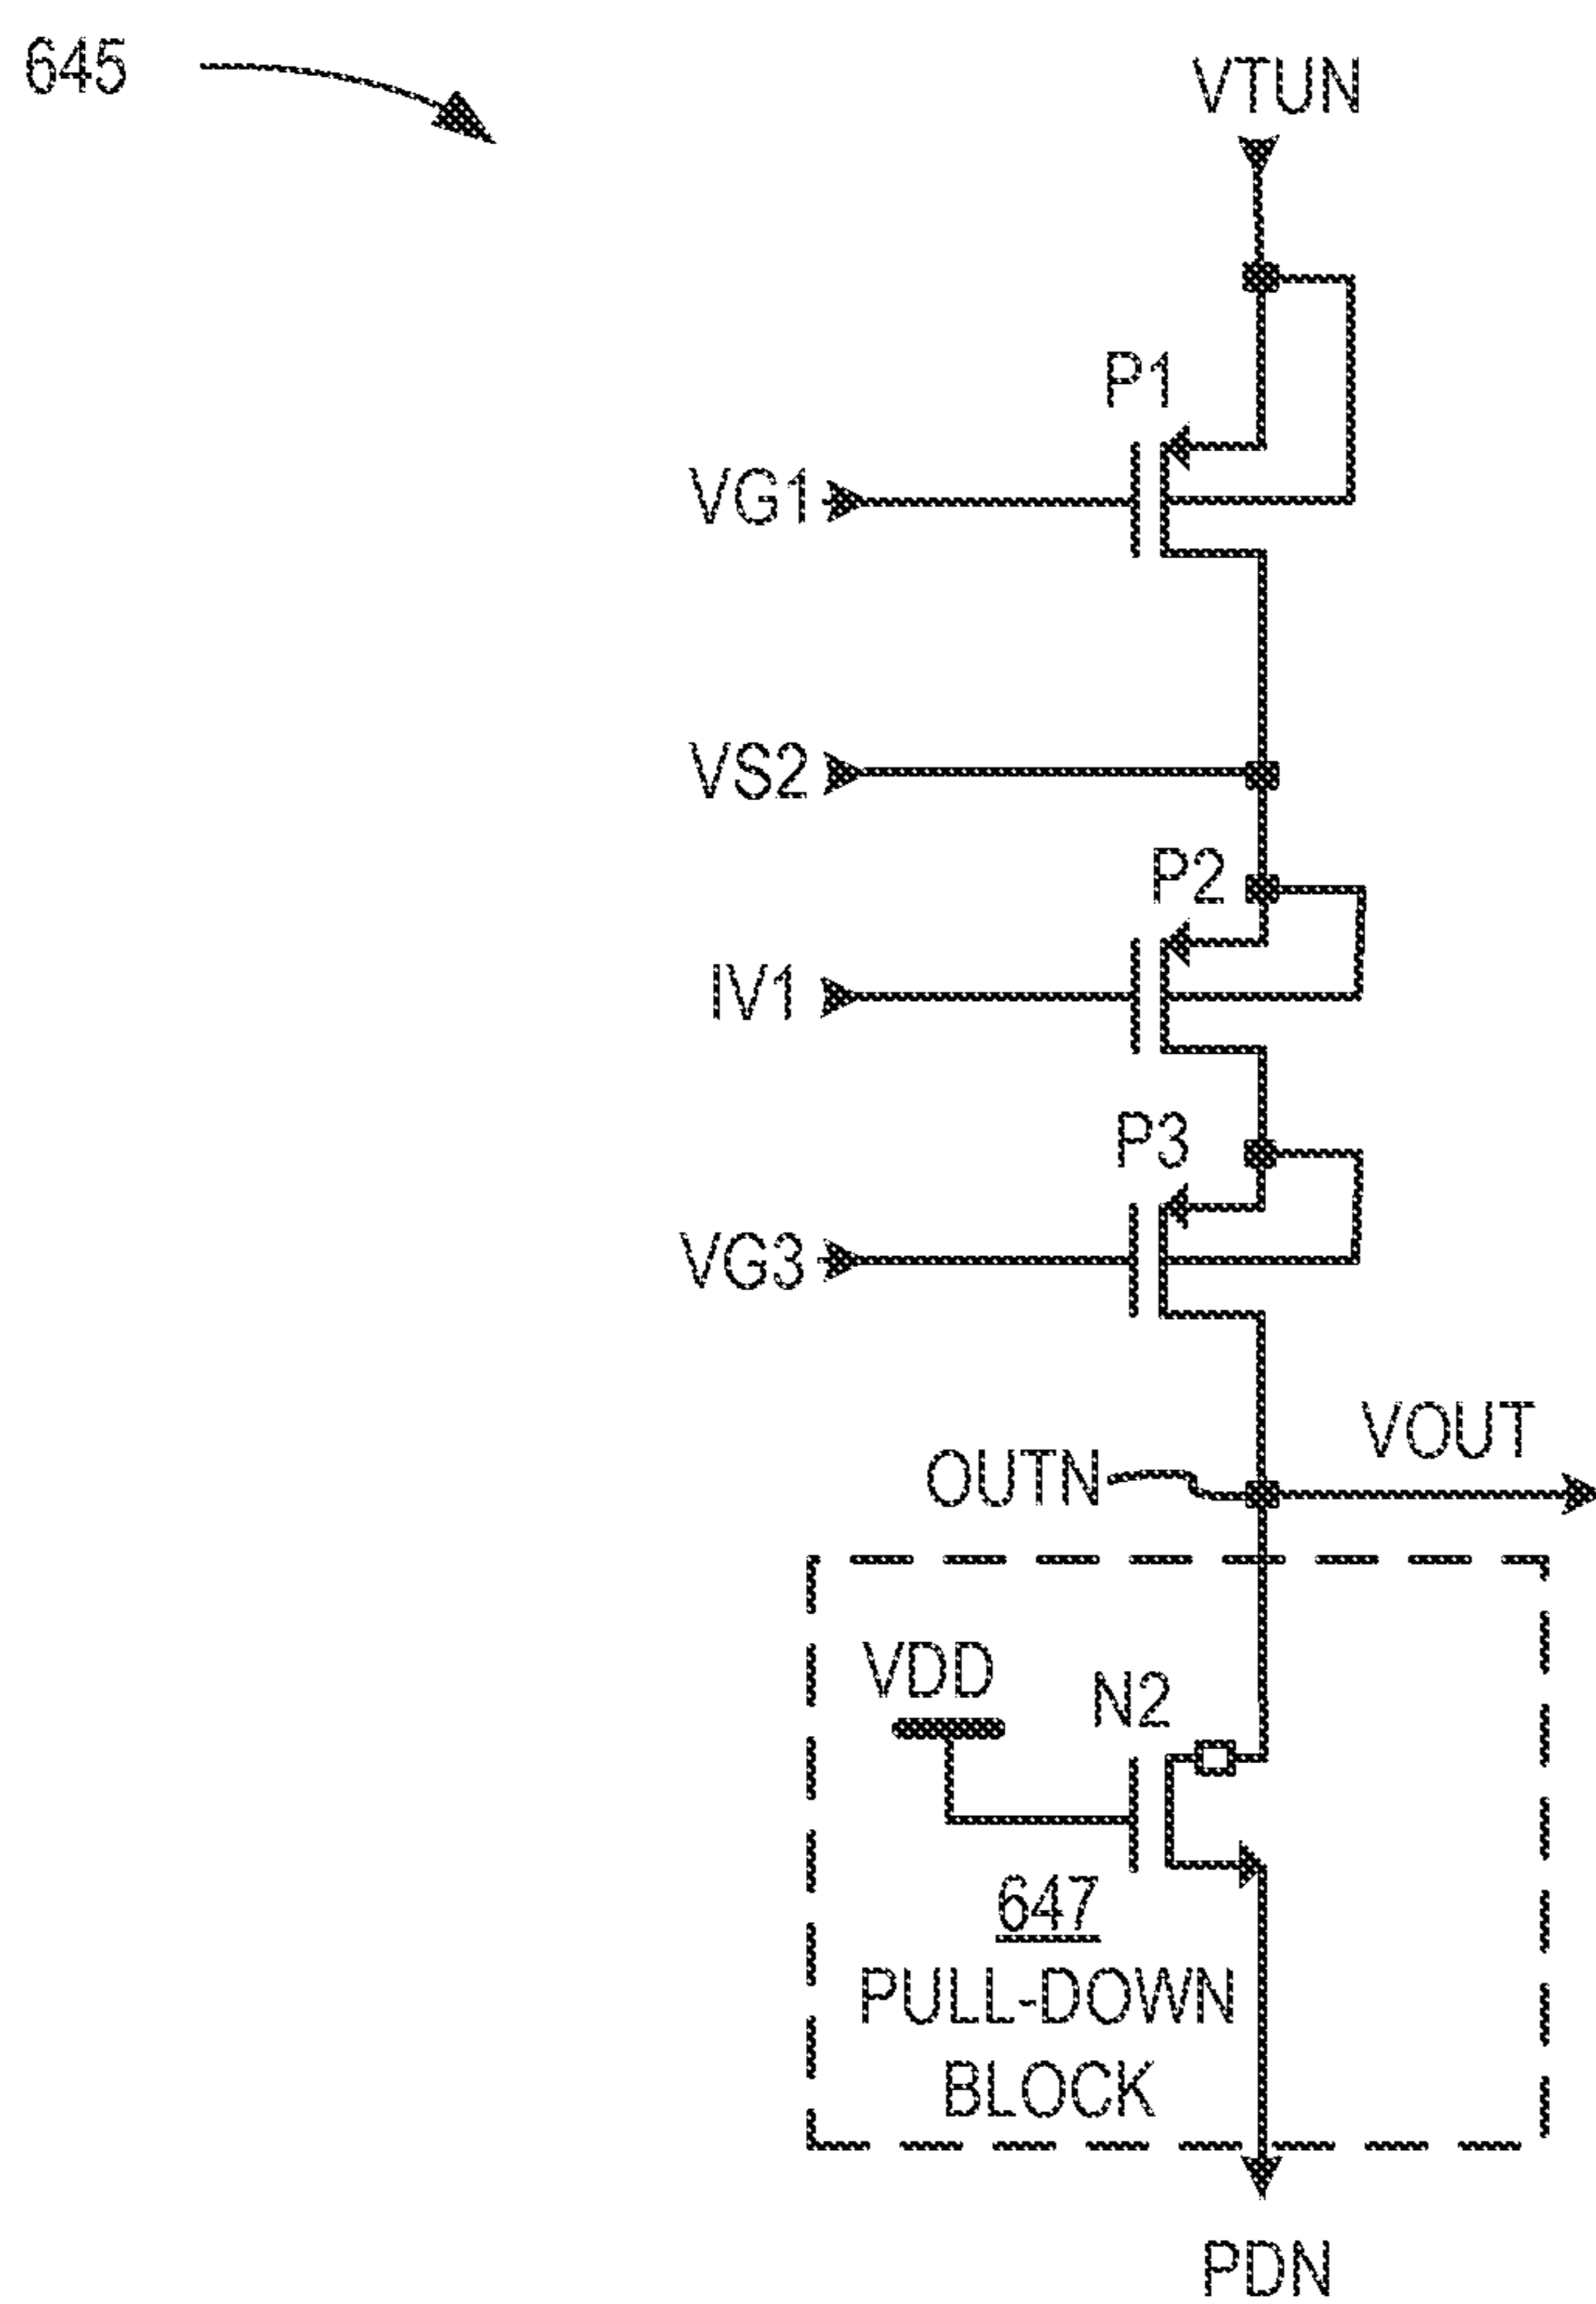 645
VTUN
P1
VG1
VS2
P2
IV1
P3
VG3
VOUT
OUTN
VDD
N2
647
PULL-DOWN
BLOCK
PDN